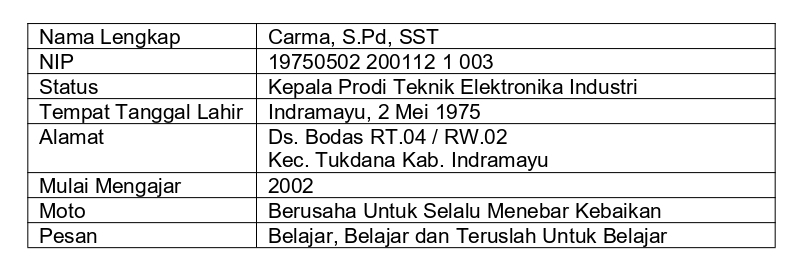 Nama Lengkap Carma, S.Pd, SST
NIP 19750502 200112 1 003
Status Kepala Prodi Teknik Elektronika Industri
Tempat Tanggal Lahir Indramayu, 2 Mei 1975
Alamat Ds. Bodas RT.04 / RW.02
Kec. Tukdana Kab. Indramayu
Mulai Mengajar 2002
Moto Berusaha Untuk Selalu Menebar Kebaikan
Pesan Belajar, Belajar dan Teruslah Untuk Belajar